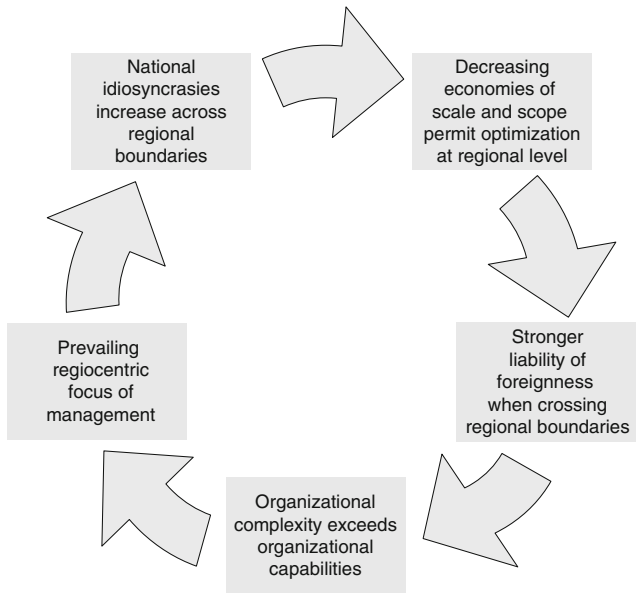 National
idiosyncrasies
increase across
regional
boundaries
Decreasing
economies of
scale and scope
permit optimization
at regional level
Stronger
liability of
foreignness
when crossing
regional boundaries
Organizational
complexity exceeds
organizational
capabilities
Prevailing
regiocentric
focus of
management